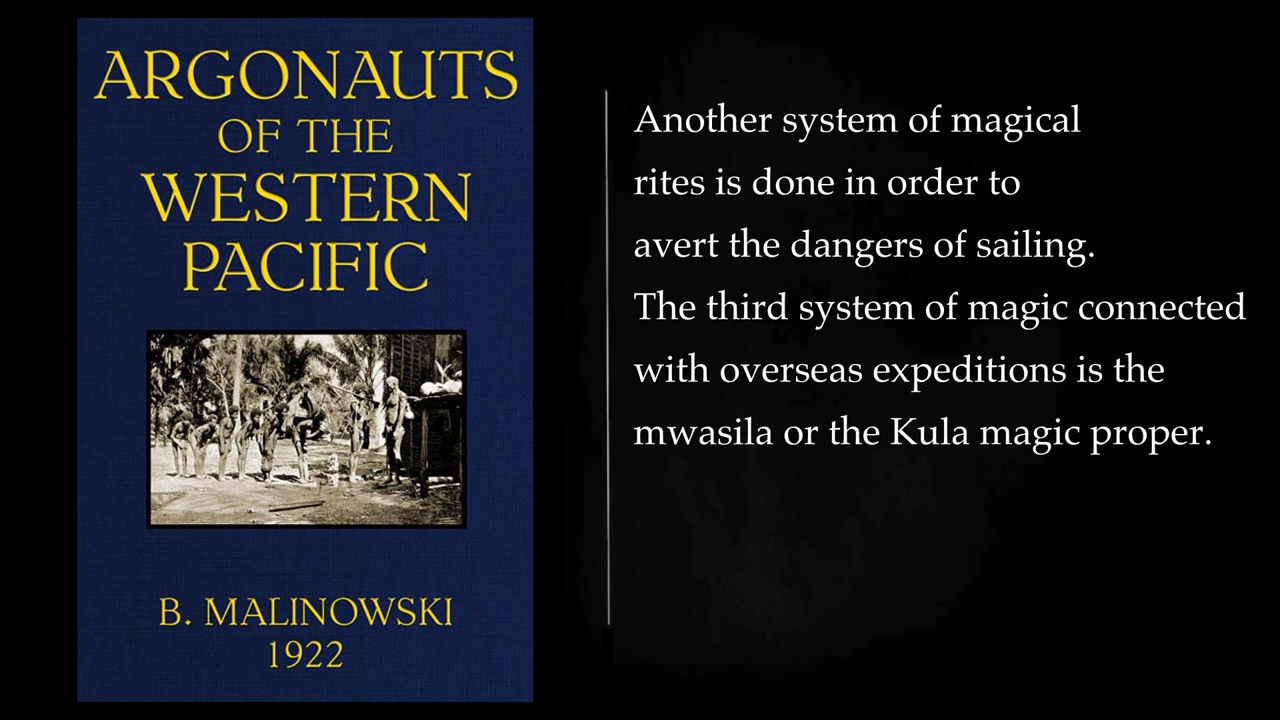 ARGONAUTS
OF THE
WESTERN
PACIFIC
B. MALINOWSKI
1922
Another system of magical
rites is done in order to
avert the dangers of sailing.
The third system of magic connected
with overseas expeditions is the
mwasila or the Kula magic proper.